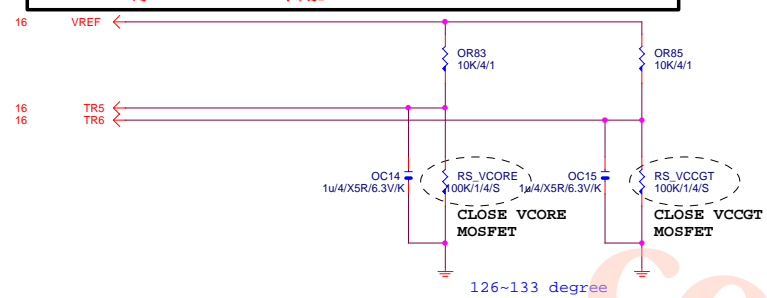 16 VREF
OR83
10K/4/1
OR85
10K/4/1
16 TR5
16 TR6
OC14
1u/4/X5R/6.3V/K
RS_VCORE
100K/1/4/S
OC15
1u/4/X5R/6.3V/K
RS_VCCGT
100K/1/4/S
CLOSE VCORE
MOSFET
CLOSE VCCGT
MOSFET
126~133 degree